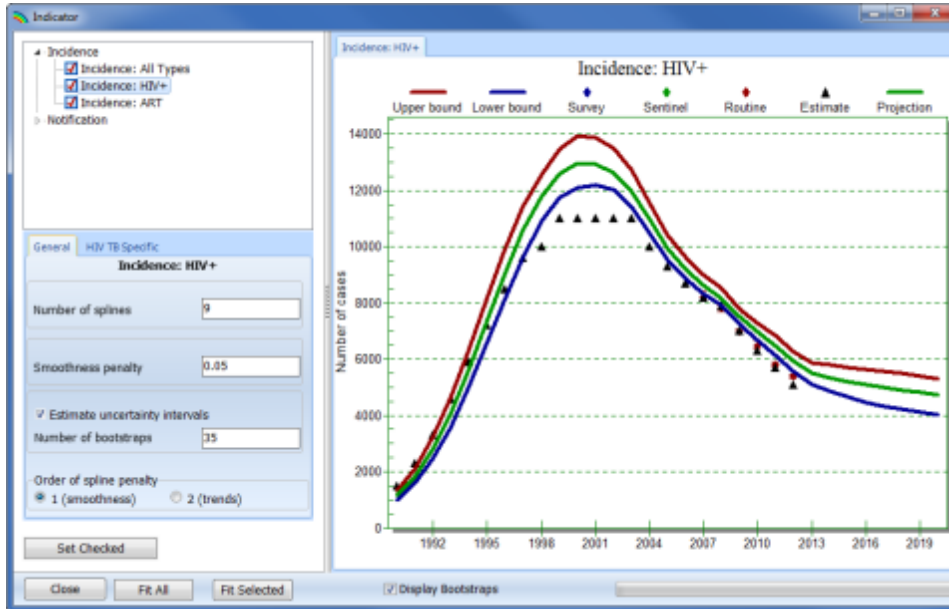 Indicator
Incidence
Incidence: All Types
Incidence: HIV+
Incidence: ART
Notification
General HIV TB Specific
Incidence: HIV+
Number of splines 9
Smoothness penalty 0.05
Estimate uncertainty intervals
Number of bootstraps 35
Order of spline penalty
1 (smoothness) 2 (trends)
Set Checked
Close Fit All Fit Selected
Incidence: HIV+
Incidence: HIV+
Upper bound Lower bound Survey Sentinel Routine Estimate Projection
Number of cases
14000
12000
10000
8000
6000
4000
2000
0
1992 1995 1998 2001 2004 2007 2010 2013 2016 2019
Display Bootstraps